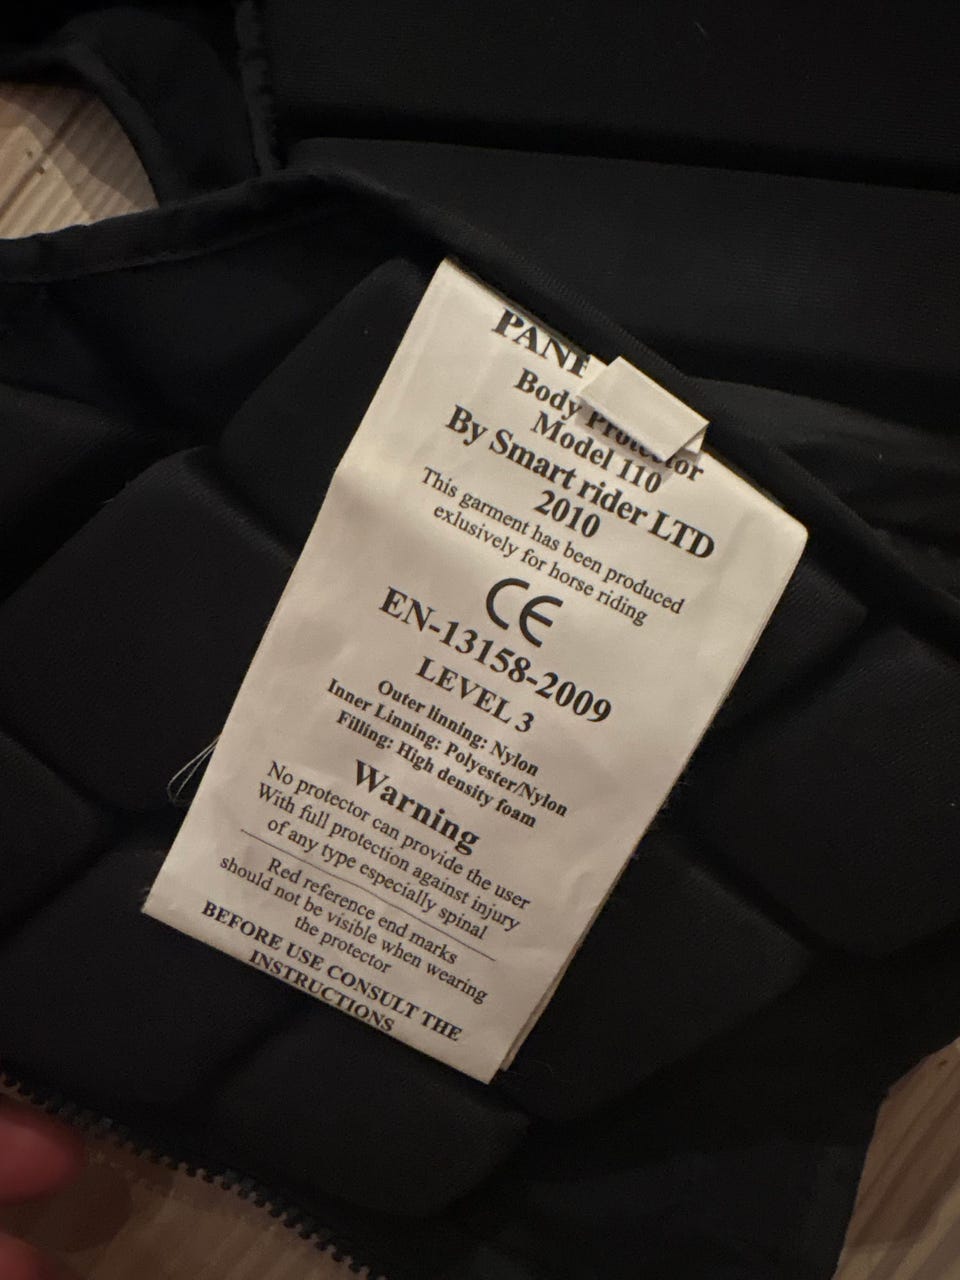 PANE
Body Protector
Model 110
By Smart rider LTD
2010
This garment has been produced
exlusively for horse riding
CE
EN-13158-2009
LEVEL 3
Outer linning: Nylon
Inner Linning: Polyester/Nylon
Filling: High density foam
Warning
No protector can provide the user
With full protection against injury
of any type especially spinal
Red reference end marks
should not be visible when wearing
the protector
BEFORE USE CONSULT THE
INSTRUCTIONS